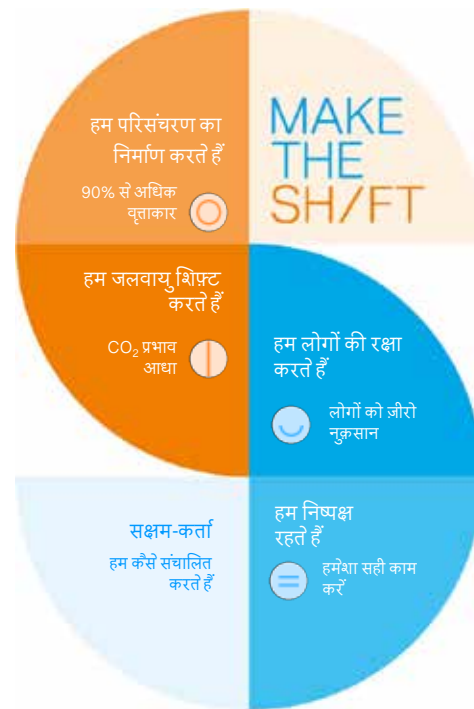 हम परिसंचरण का
निर्माण करते हैं
90% से अधिक
वृत्ताकार
MAKE
THE
SH/FT
हम जलवायु शिफ़्ट
करते हैं
CO₂ प्रभाव
आधा
हम लोगों की रक्षा
करते हैं
लोगों को ज़ीरो
नुक़सान
सक्षम-कर्ता
हम कैसे संचालित
करते हैं
हम निष्पक्ष
रहते हैं
हमेशा सही काम
करें